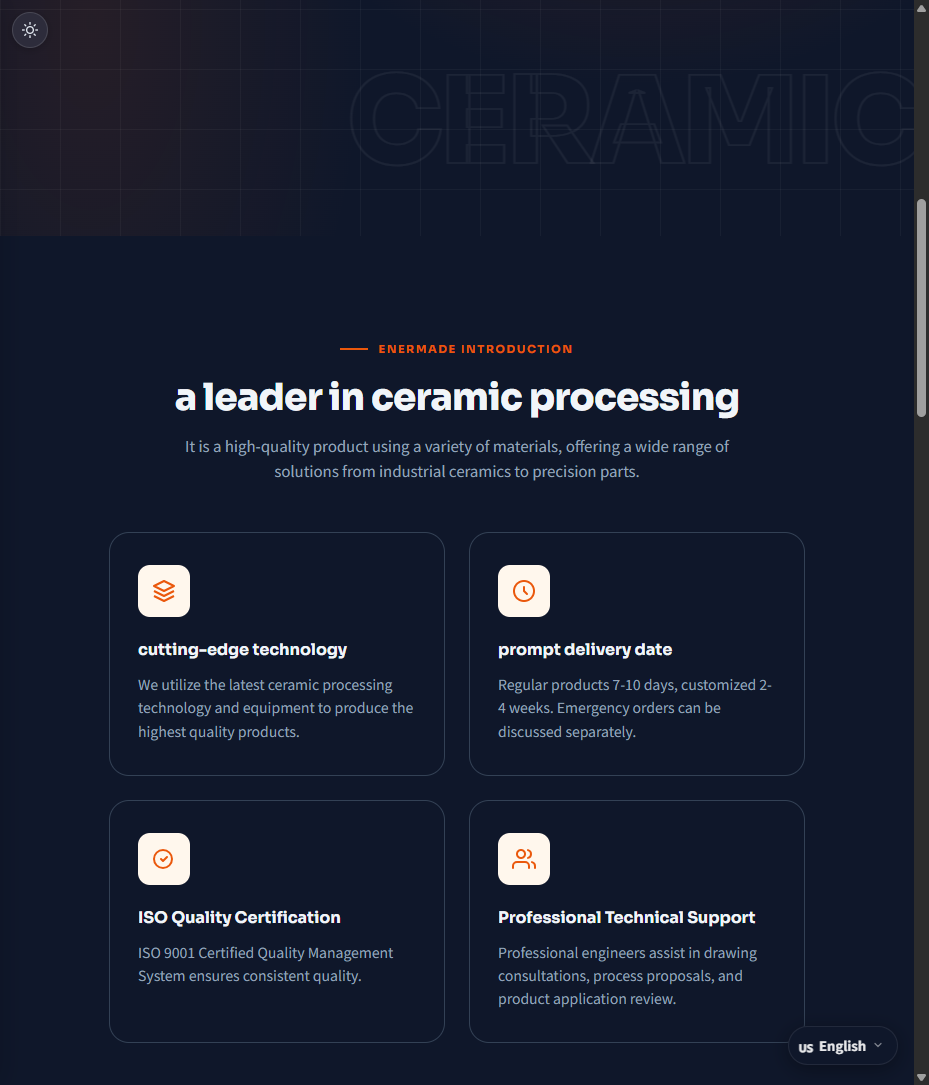 CERAMIC
ENERMADE INTRODUCTION
a leader in ceramic processing
It is a high-quality product using a variety of materials, offering a wide range of
solutions from industrial ceramics to precision parts.
cutting-edge technology
We utilize the latest ceramic processing
technology and equipment to produce the
highest quality products.
prompt delivery date
Regular products 7-10 days, customized 2-
4 weeks. Emergency orders can be
discussed separately.
ISO Quality Certification
ISO 9001 Certified Quality Management
System ensures consistent quality.
Professional Technical Support
Professional engineers assist in drawing
consultations, process proposals, and
product application review.
us English